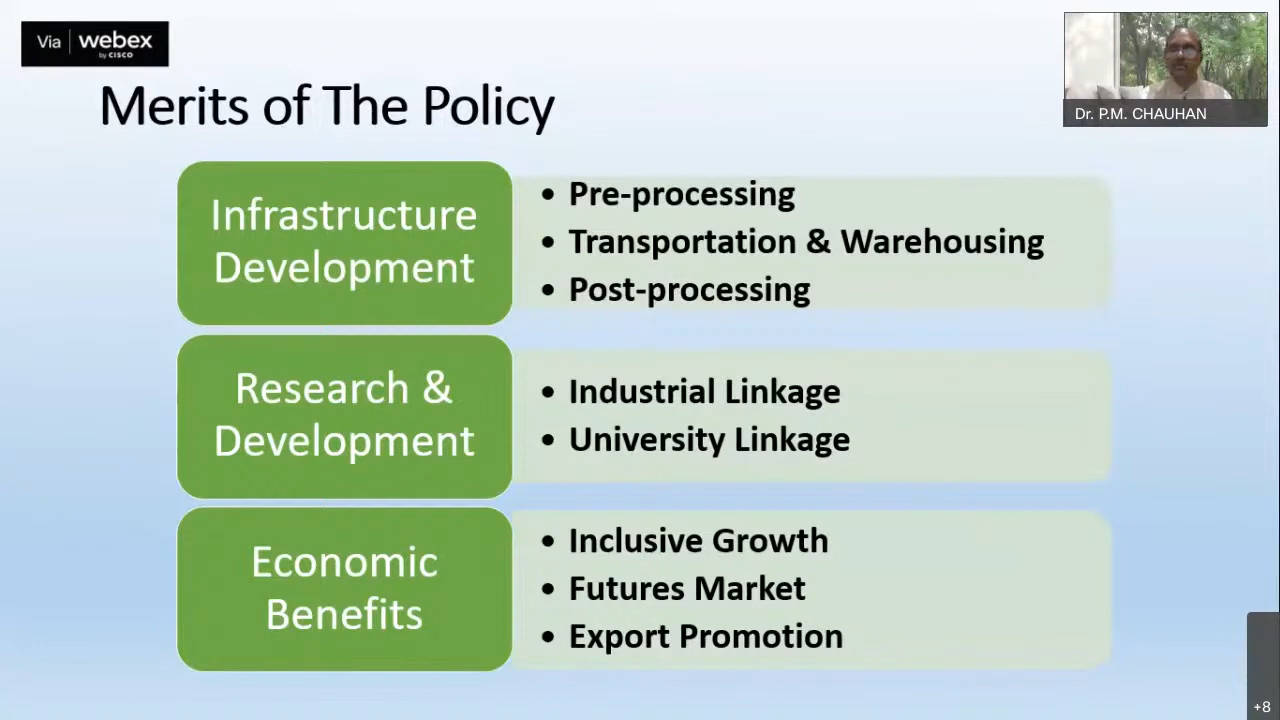 Via webex
by CISCO
Dr. P.M. CHAUHAN
Merits of The Policy
Infrastructure
Development
• Pre-processing
• Transportation & Warehousing
• Post-processing
Research &
Development
• Industrial Linkage
• University Linkage
Economic
Benefits
• Inclusive Growth
• Futures Market
• Export Promotion
+8